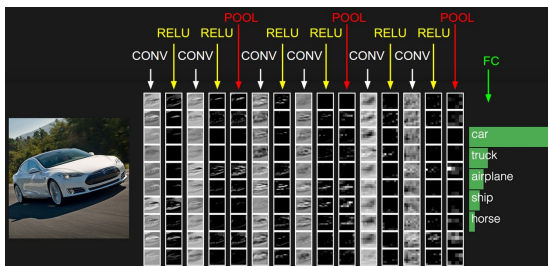 POOL POOL POOL
RELU RELU RELU RELU RELU RELU
CONV CONV CONV CONV CONV CONV
FC
car
truck
airplane
ship
horse